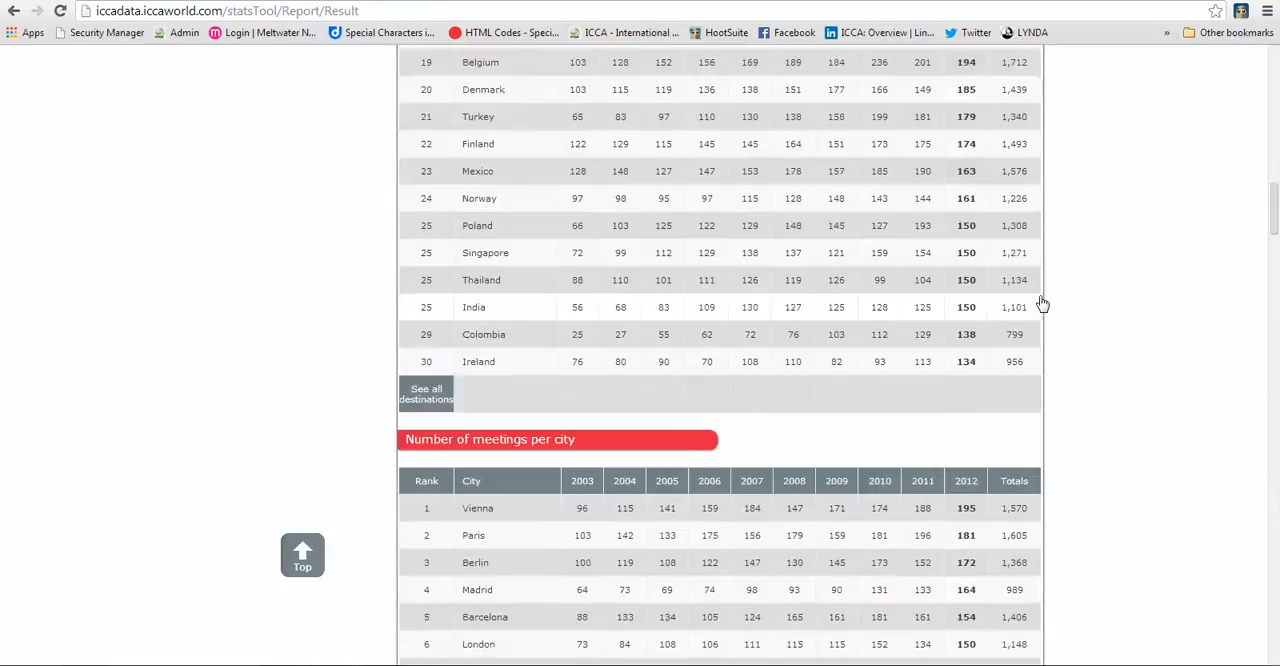 iccadata.iccaworld.com/statsTool/Report/Result
Apps Security Manager Admin Login | Meltwater N... Special Characters i... HTML Codes - Speci... ICCA - International ... HootSuite Facebook ICCA: Overview | Lin... Twitter LYNDA » Other bookmarks
19 Belgium 103 128 152 156 169 189 184 236 201 194 1,712
20 Denmark 103 115 119 136 138 151 177 166 149 185 1,439
21 Turkey 65 83 97 110 130 138 158 199 181 179 1,340
22 Finland 122 129 115 145 145 164 151 173 175 174 1,493
23 Mexico 128 148 127 147 153 178 157 185 190 163 1,576
24 Norway 97 98 95 97 115 128 148 143 144 161 1,226
25 Poland 66 103 125 122 129 148 145 127 193 150 1,308
25 Singapore 72 99 112 129 138 137 121 159 154 150 1,271
25 Thailand 88 110 101 111 126 119 126 99 104 150 1,134
25 India 56 68 83 109 130 127 125 128 125 150 1,101
29 Colombia 25 27 55 62 72 76 103 112 129 138 799
30 Ireland 76 80 90 70 108 110 82 93 113 134 956
See all
destinations
Number of meetings per city
Rank City 2003 2004 2005 2006 2007 2008 2009 2010 2011 2012 Totals
1 Vienna 96 115 141 159 184 147 171 174 188 195 1,570
2 Paris 103 142 133 175 156 179 159 181 196 181 1,605
3 Berlin 100 119 108 122 147 130 145 173 152 172 1,368
4 Madrid 64 73 69 74 98 93 90 131 133 164 989
5 Barcelona 88 133 134 105 124 165 161 181 161 154 1,406
6 London 73 84 108 106 111 115 115 152 134 150 1,148
Top